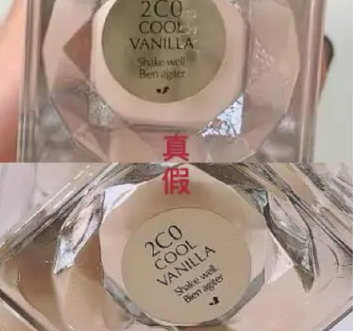 2C0
COOL
VANILLA
Shake well
Bien agiter
真
假
2C0
COOL
VANILLA
Shake well
Bien agiter